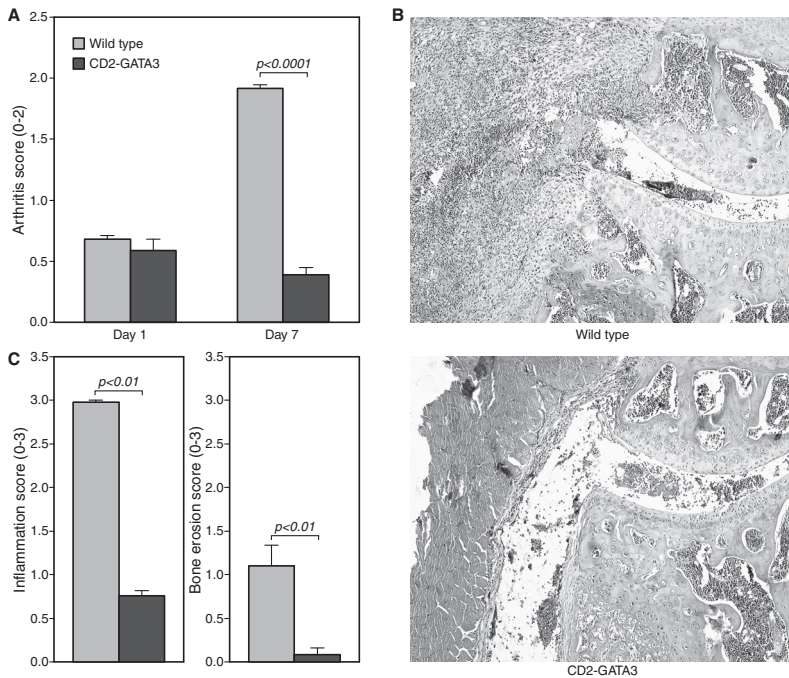 A
B
2.5
2.0
1.5
1.0
0.5
0.0
Arthritis score (0-2)
Wild type
CD2-GATA3
p<0.0001
Day 1
Day 7
Wild type
C
3.5
3.0
2.5
2.0
1.5
1.0
0.5
0.0
Inflammation score (0-3)
p<0.01
3.5
3.0
2.5
2.0
1.5
1.0
0.5
0.0
Bone erosion score (0-3)
p<0.01
CD2-GATA3